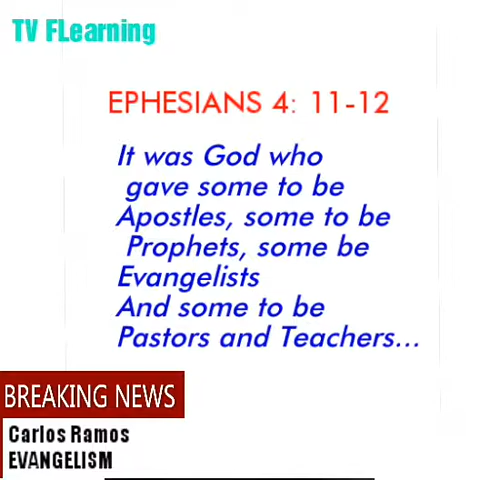 TV FLearning
EPHESIANS 4: 11-12
It was God who
gave some to be
Apostles, some to be
Prophets, some be
Evangelists
And some to be
Pastors and Teachers...
BREAKING NEWS
Carlos Ramos
EVANGELISM